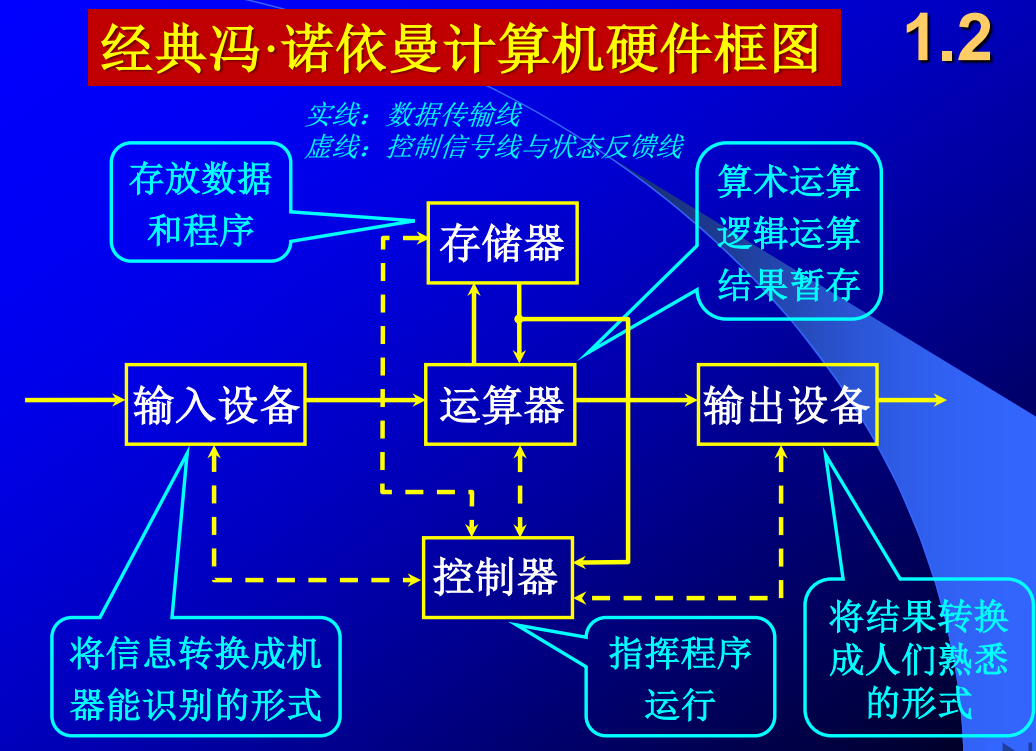 经典冯·诺依曼计算机硬件框图
1.2
实线：数据传输线
虚线：控制信号线与状态反馈线
存放数据
和程序
算术运算
逻辑运算
结果暂存
存储器
输入设备
运算器
输出设备
控制器
将信息转换成机
器能识别的形式
指挥程序
运行
将结果转换
成人们熟悉
的形式